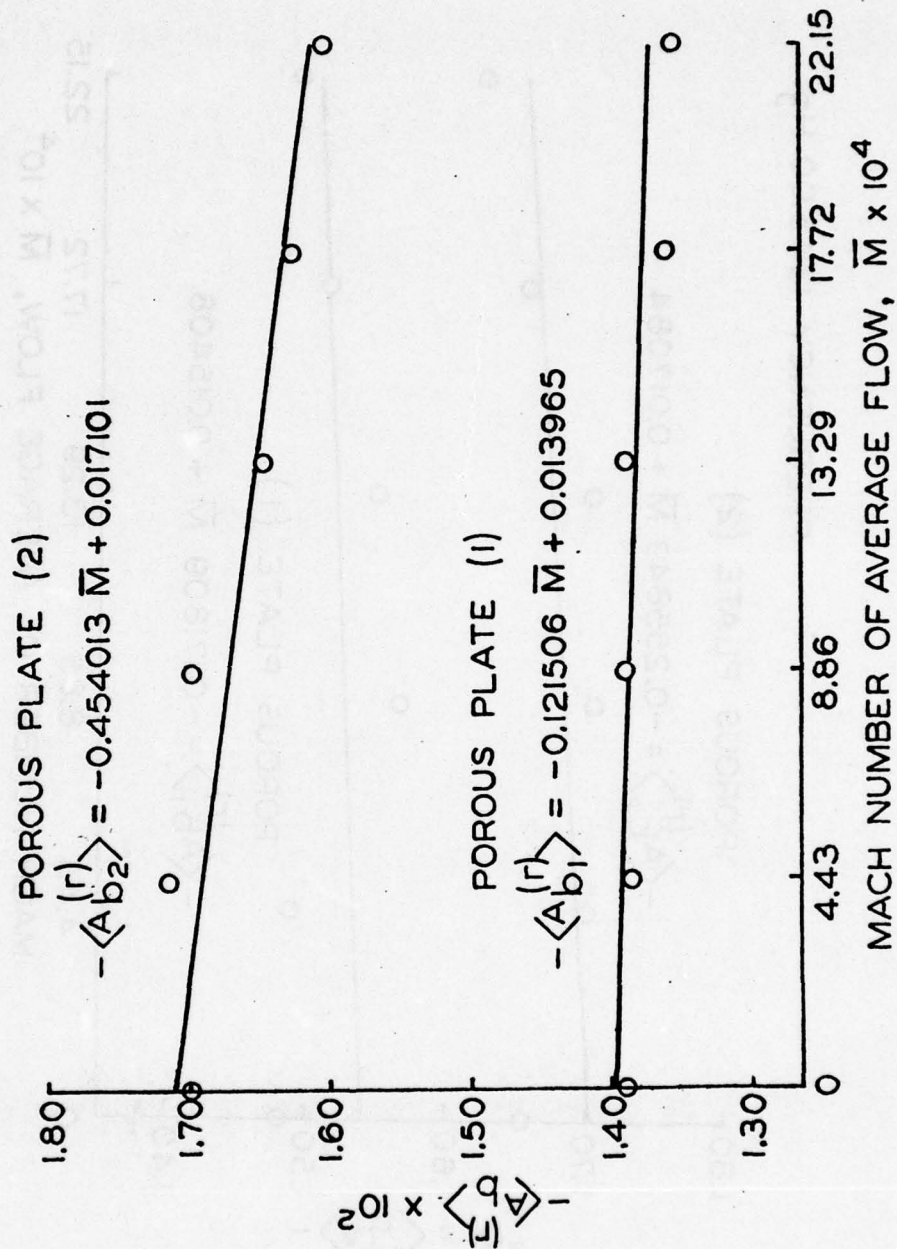 POROUS PLATE (2)
-⟨A_{b2}^{(r)}⟩ = -0.454013 M̅ + 0.017101
POROUS PLATE (1)
-⟨A_{b1}^{(r)}⟩ = -0.121506 M̅ + 0.013965
-⟨A_b^{(r)}⟩ x 10²
1.80
1.70
1.60
1.50
1.40
1.30
0
4.43
8.86
13.29
17.72
22.15
MACH NUMBER OF AVERAGE FLOW, M̅ x 10⁴